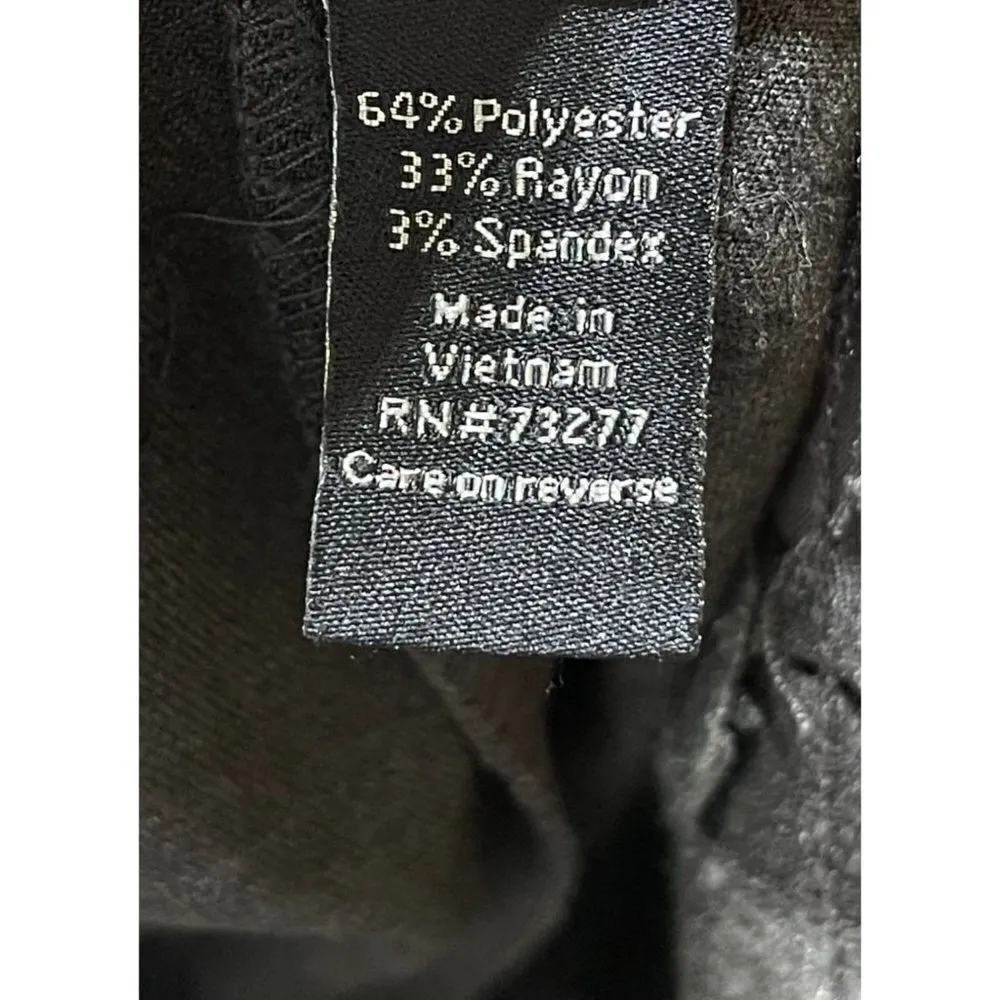 64% Polyester
33% Rayon
3% Spandex
Made in
Vietnam
RN#73277
Care on reverse